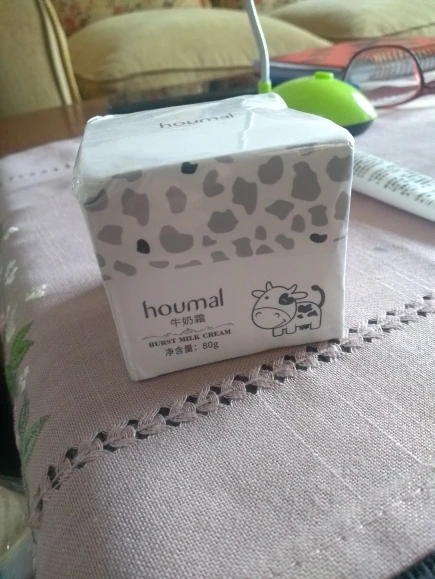 houmal
houmal
牛奶霜
BURST MILK CREAM
净含量：80g